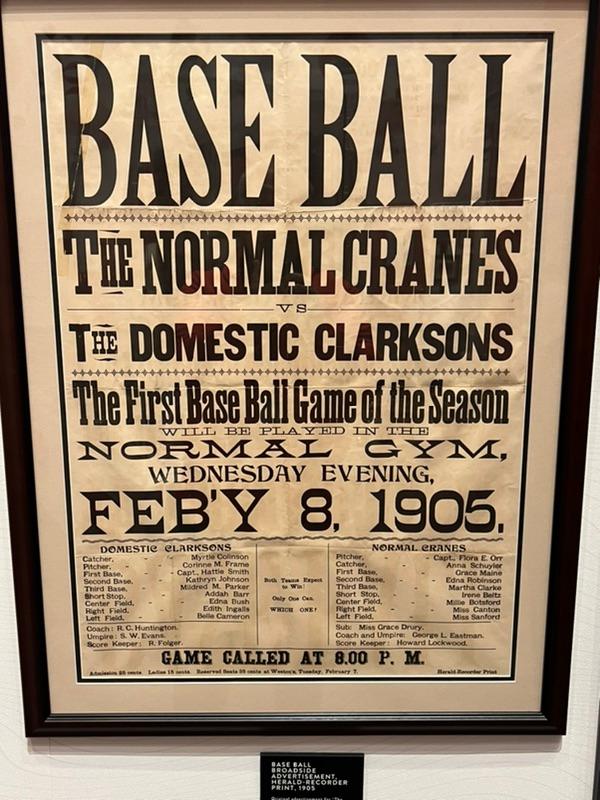 BASE BALL
THE NORMAL CRANES
VS
THE DOMESTIC CLARKSONS
The First Base Ball Game of the Season
WILL BE PLAYED IN THE
NORMAL GYM,
WEDNESDAY EVENING,
FEB'Y 8, 1905.
DOMESTIC CLARKSONS
Catcher, - Myrtle Colinson
Pitcher, - Corinne M. Frame
First Base, - Capt., Hattie Smith
Second Base, - Kathryn Johnson
Third Base, - Mildred M. Parker
Short Stop, - Addah Barr
Center Field, - Edna Bush
Right Field, - Edith Ingalls
Left Field, - Belle Cameron
Coach: R. C. Huntington.
Umpire: S. W. Evans.
Score Keeper: R. Folger.
Both Teams Expect
to Win!
Only One Can.
WHICH ONE?
NORMAL CRANES
Catcher, - Capt., Flora E. Orr
Pitcher, - Anna Schuyler
First Base, - Grace Maine
Second Base, - Edna Robinson
Third Base, - Martha Clarke
Short Stop, - Irene Beltz
Center Field, - Millie Botsford
Right Field, - Miss Canton
Left Field, - Miss Sanford
Sub: Miss Grace Drury.
Coach and Umpire: George L. Eastman.
Score Keeper: Howard Lockwood.
GAME CALLED AT 8.00 P. M.
Admission 25 cents Ladies 15 cents Reserved Seats 35 cents at Weston's, Tuesday, February 7. Herald-Recorder Print
BASE BALL
BROADSIDE
ADVERTISEMENT,
HERALD-RECORDER
PRINT, 1905
Original advertisement for "The